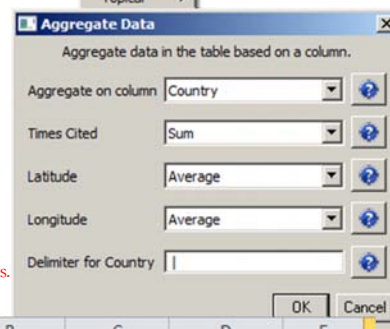 Topical
Aggregate Data
Aggregate data in the table based on a column.
Aggregate on column Country
Times Cited Sum
Latitude Average
Longitude Average
s. Delimiter for Country |
OK Cancel